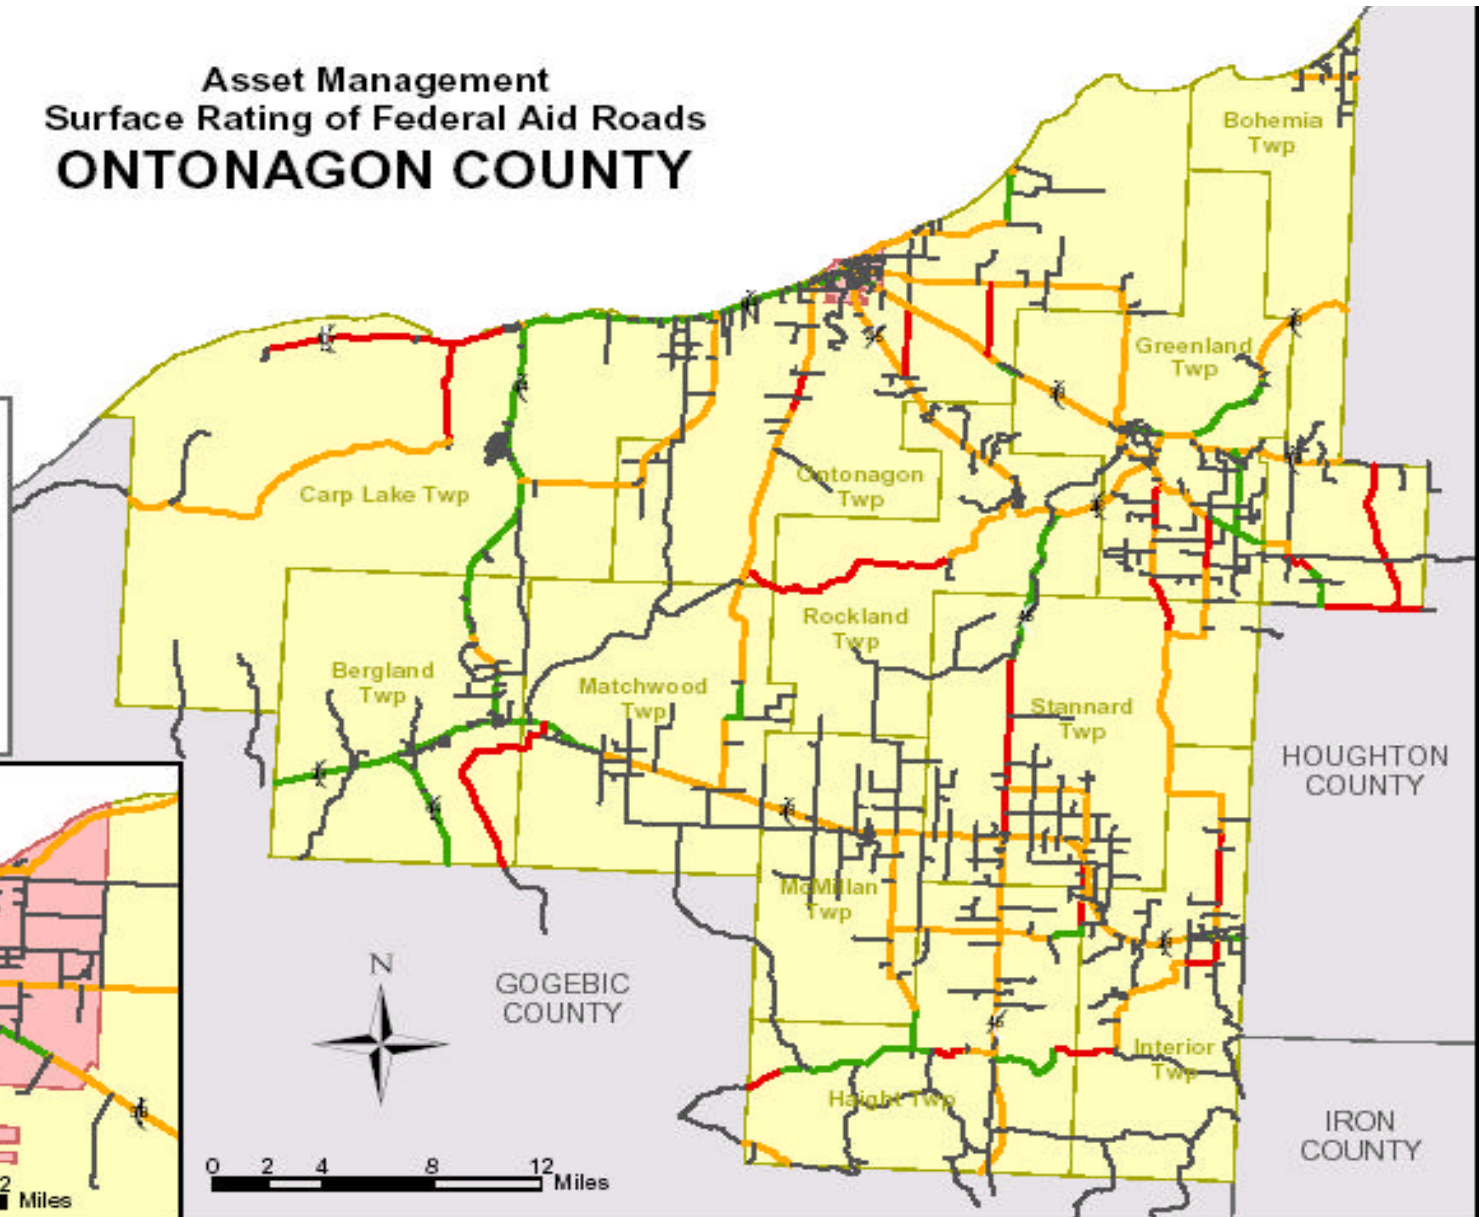 Asset Management
Surface Rating of Federal Aid Roads
ONTONAGON COUNTY
Bohemia
Twp
Greenland
Twp
Carp Lake Twp
Ontonagon
Twp
Rockland
Twp
Bergland
Twp
Matchwood
Twp
Stannard
Twp
HOUGHTON
COUNTY
McMillan
Twp
N
GOGEBIC
COUNTY
Interior
Twp
Haight Twp
IRON
COUNTY
0 2 4 8 12
Miles
2
Miles